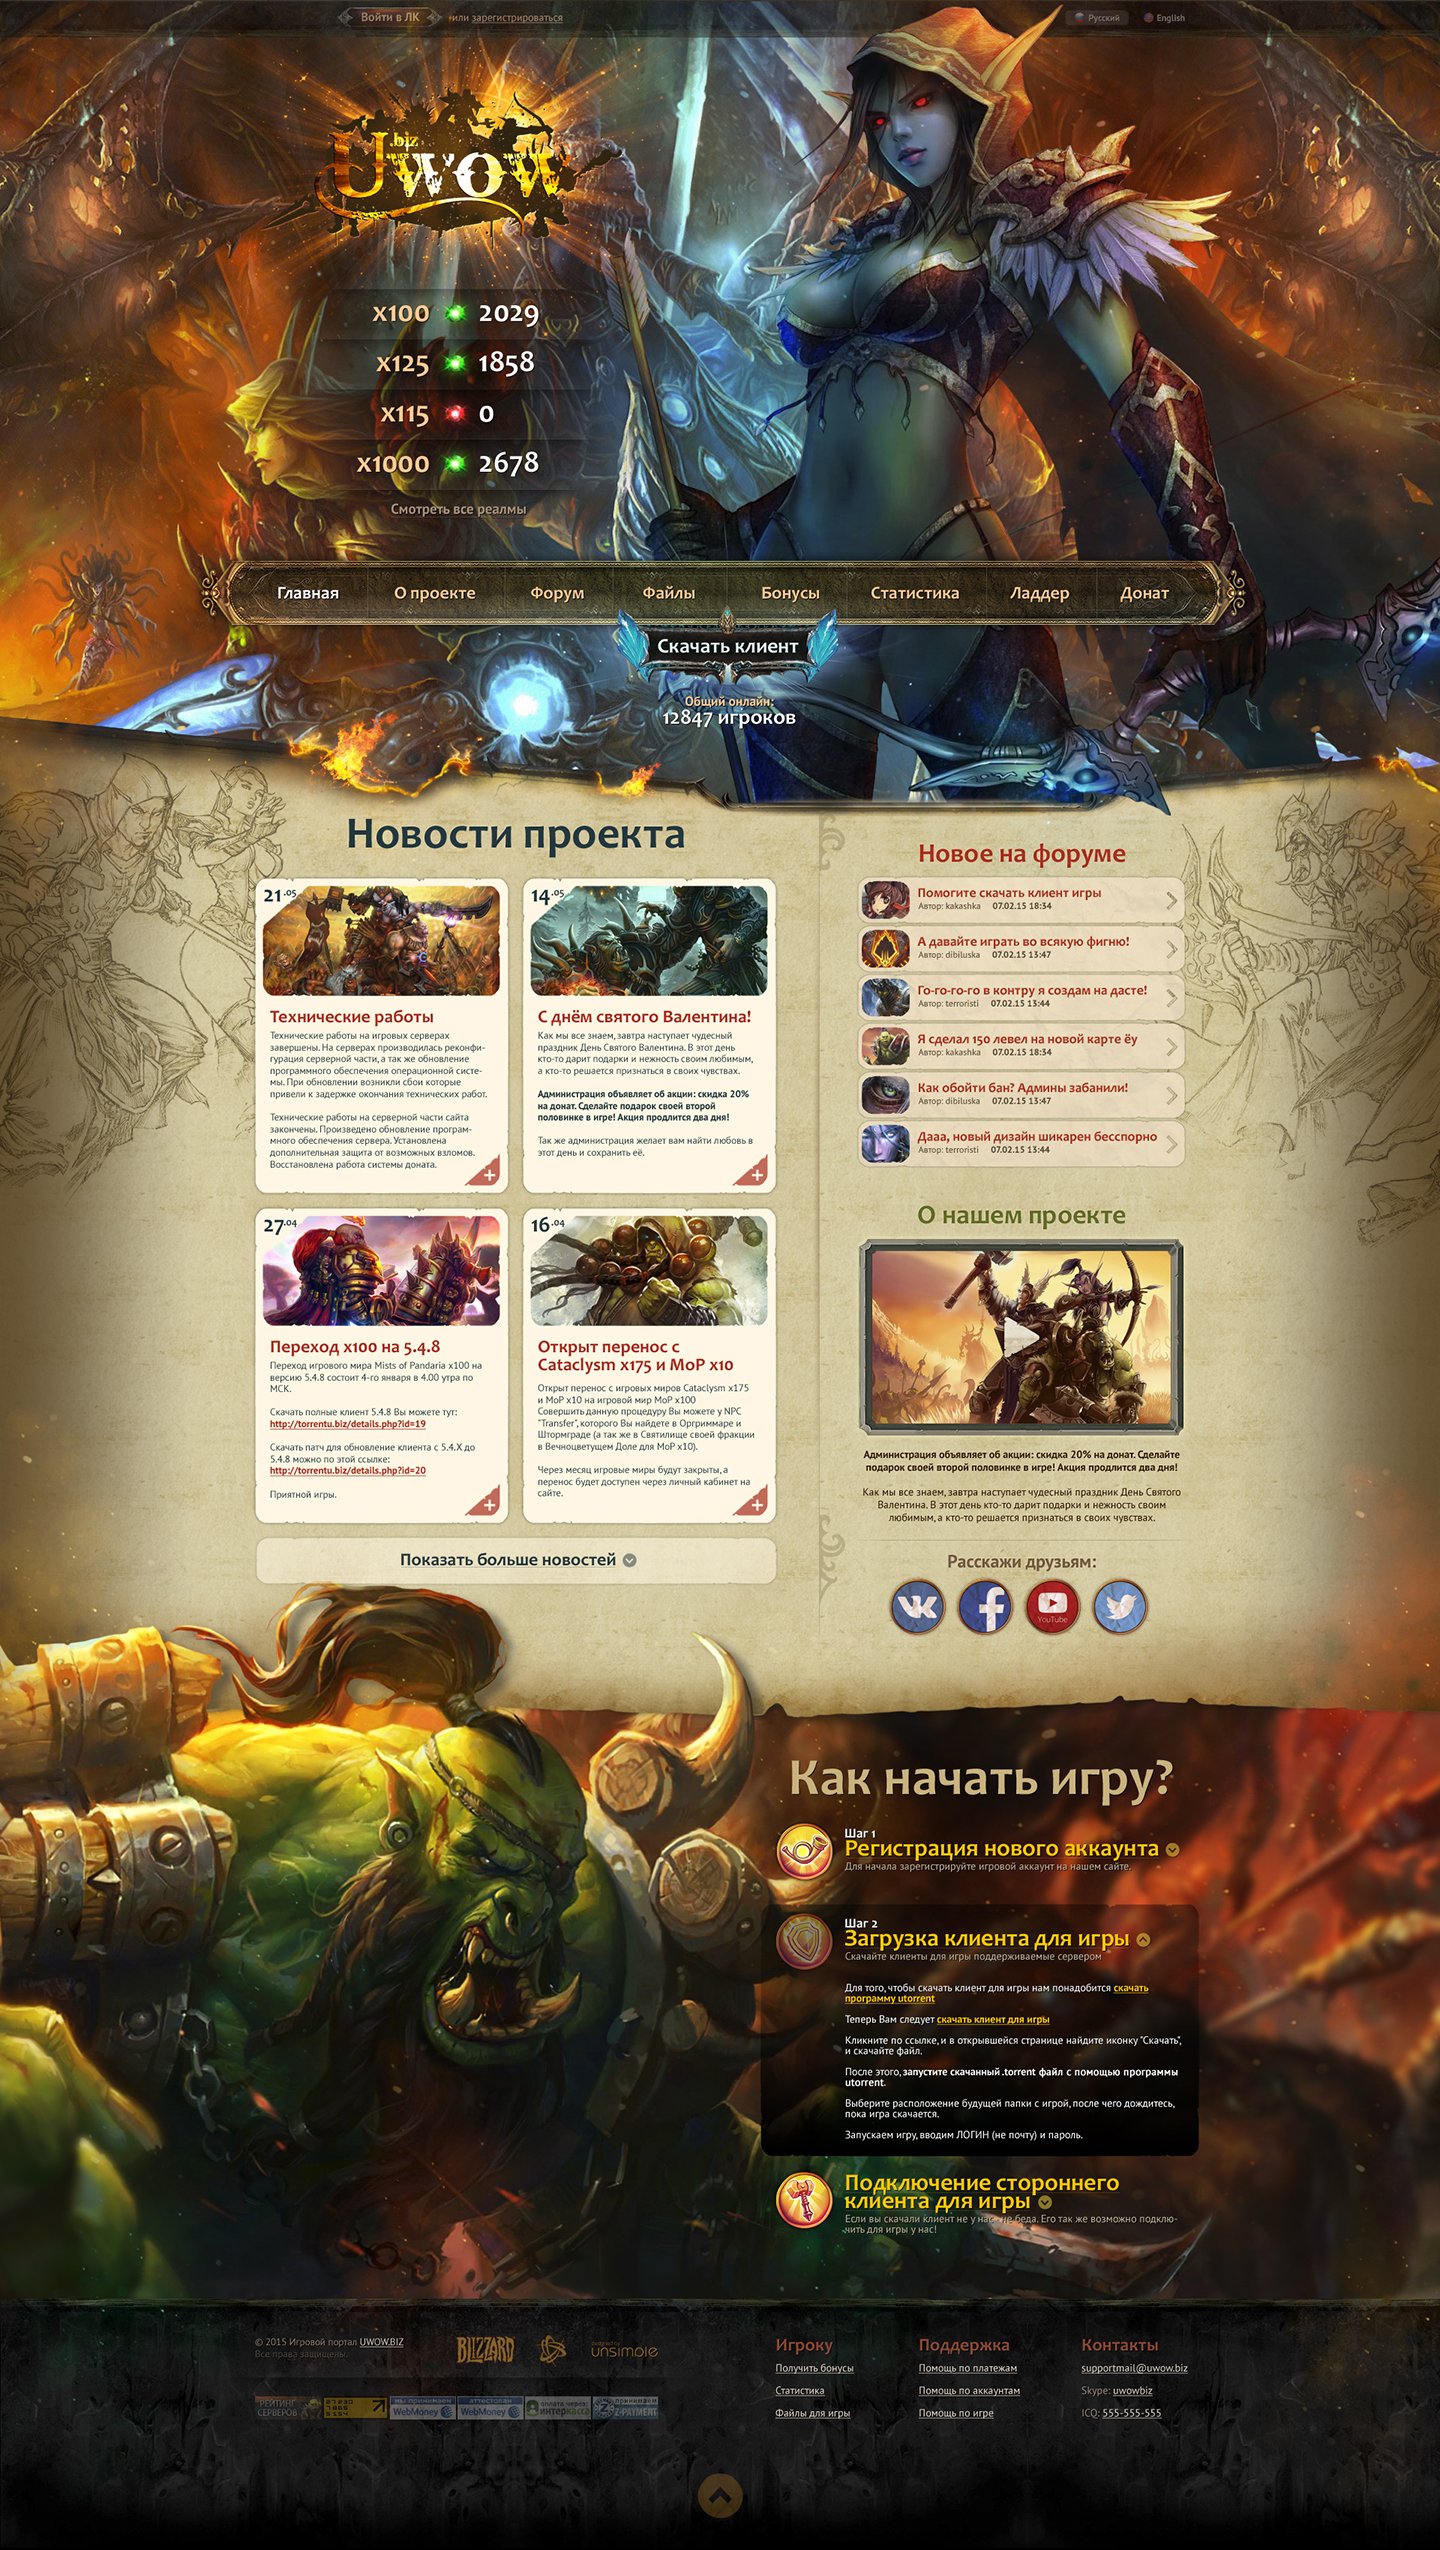 Войти в ЛК или зарегистрироваться
Русский English
Uwow.biz
x100 2029
x125 1858
x115 0
x1000 2678
Смотреть все реалмы
Главная О проекте Форум Файлы Бонусы Статистика Ладдер Донат
Скачать клиент
Общий онлайн:
12847 игроков
Новости проекта
21.05
Технические работы
Технические работы на игровых серверах
завершены. На серверах производилась реконфи-
гурация серверной части, а так же обновление
программного обеспечения операционной систе-
мы. При обновлении возникли сбои которые
привели к задержке окончания технических работ.
Технические работы на серверной части сайта
закончены. Произведено обновление програм-
много обеспечения сервера. Установлена
дополнительная защита от возможных взломов.
Восстановлена работа системы доната.
14.05
С днём святого Валентина!
Как мы все знаем, завтра наступает чудесный
праздник День Святого Валентина. В этот день
кто-то дарит подарки и нежность своим любимым,
а кто-то решается признаться в своих чувствах.
Администрация объявляет об акции: скидка 20%
на донат. Сделайте подарок своей второй
половинке в игре! Акция продлится два дня!
Так же администрация желает вам найти любовь в
этот день и сохранить её.
27.04
Переход x100 на 5.4.8
Переход игрового мира Mists of Pandaria x100 на
версию 5.4.8 состоит 4-го января в 4.00 утра по
МСК.
Скачать полные клиент 5.4.8 Вы можете тут:
http://torrentu.biz/details.php?id=19
Скачать патч для обновление клиента с 5.4.X до
5.4.8 можно по этой ссылке:
http://torrentu.biz/details.php?id=20
Приятной игры.
16.04
Открыт перенос с
Cataclysm x175 и MoP x10
Открыт перенос с игровых миров Cataclysm x175
и MoP x10 на игровой мир MoP x100
Совершить данную процедуру Вы можете у NPC
"Transfer", которого Вы найдете в Оргриммаре и
Штормграде (а так же в Святилище своей фракции
в Вечноцветущем Доле для MoP x10).
Через месяц игровые миры будут закрыты, а
перенос будет доступен через личный кабинет на
сайте.
Показать больше новостей
Новое на форуме
Помогите скачать клиент игры
Автор: kakashka 07.02.15 18:34
А давайте играть во всякую фигню!
Автор: dibiluska 07.02.15 13:47
Го-го-го-го в контру я создам на дасте!
Автор: terroristi 07.02.15 13:44
Я сделал 150 левел на новой карте ёу
Автор: kakashka 07.02.15 18:34
Как обойти бан? Админы забанили!
Автор: dibiluska 07.02.15 13:47
Дааа, новый дизайн шикарен бесспорно
Автор: terroristi 07.02.15 13:44
О нашем проекте
Администрация объявляет об акции: скидка 20% на донат. Сделайте
подарок своей второй половинке в игре! Акция продлится два дня!
Как мы все знаем, завтра наступает чудесный праздник День Святого
Валентина. В этот день кто-то дарит подарки и нежность своим
любимым, а кто-то решается признаться в своих чувствах.
Расскажи друзьям:
YouTube
Как начать игру?
Шаг 1
Регистрация нового аккаунта
Для начала зарегистрируйте игровой аккаунт на нашем сайте.
Шаг 2
Загрузка клиента для игры
Скачайте клиенты для игры поддерживаемые сервером
Для того, чтобы скачать клиент для игры нам понадобится скачать
программу utorrent
Теперь Вам следует скачать клиент для игры
Кликните по ссылке, и в открывшейся странице найдите иконку "Скачать",
и скачайте файл.
После этого, запустите скачанный .torrent файл с помощью программы
utorrent.
Выберите расположение будущей папки с игрой, после чего дождитесь,
пока игра скачается.
Запускаем игру, вводим ЛОГИН (не почту) и пароль.
Подключение стороннего
клиента для игры
Если вы скачали клиент не у нас - не беда. Его так же возможно подклю-
чить для игры у нас!
© 2015 Игровой портал UWOW.BIZ
Все права защищены.
BLIZZARD
unsimple
РЕЙТИНГ
СЕРВЕРОВ
мы принимаем
WebMoney
аттестован
WebMoney
оплата через:
интеркасса
принимаем
Z-PAYMENT
Игроку
Получить бонусы
Статистика
Файлы для игры
Поддержка
Помощь по платежам
Помощь по аккаунтам
Помощь по игре
Контакты
supportmail@uwow.biz
Skype: uwowbiz
ICQ: 555-555-555